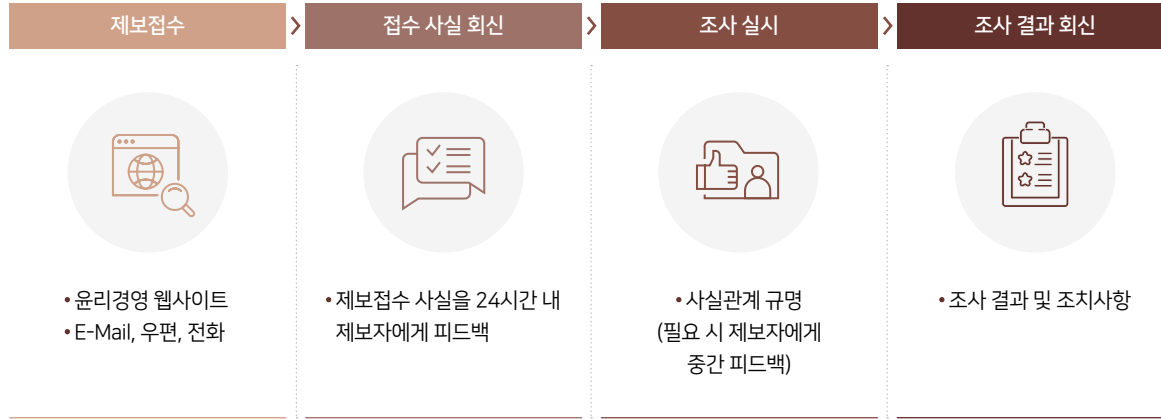 제보접수
접수 사실 회신
조사 실시
조사 결과 회신
• 윤리경영 웹사이트
• E-Mail, 우편, 전화
• 제보접수 사실을 24시간 내
제보자에게 피드백
• 사실관계 규명
(필요 시 제보자에게
중간 피드백)
• 조사 결과 및 조치사항